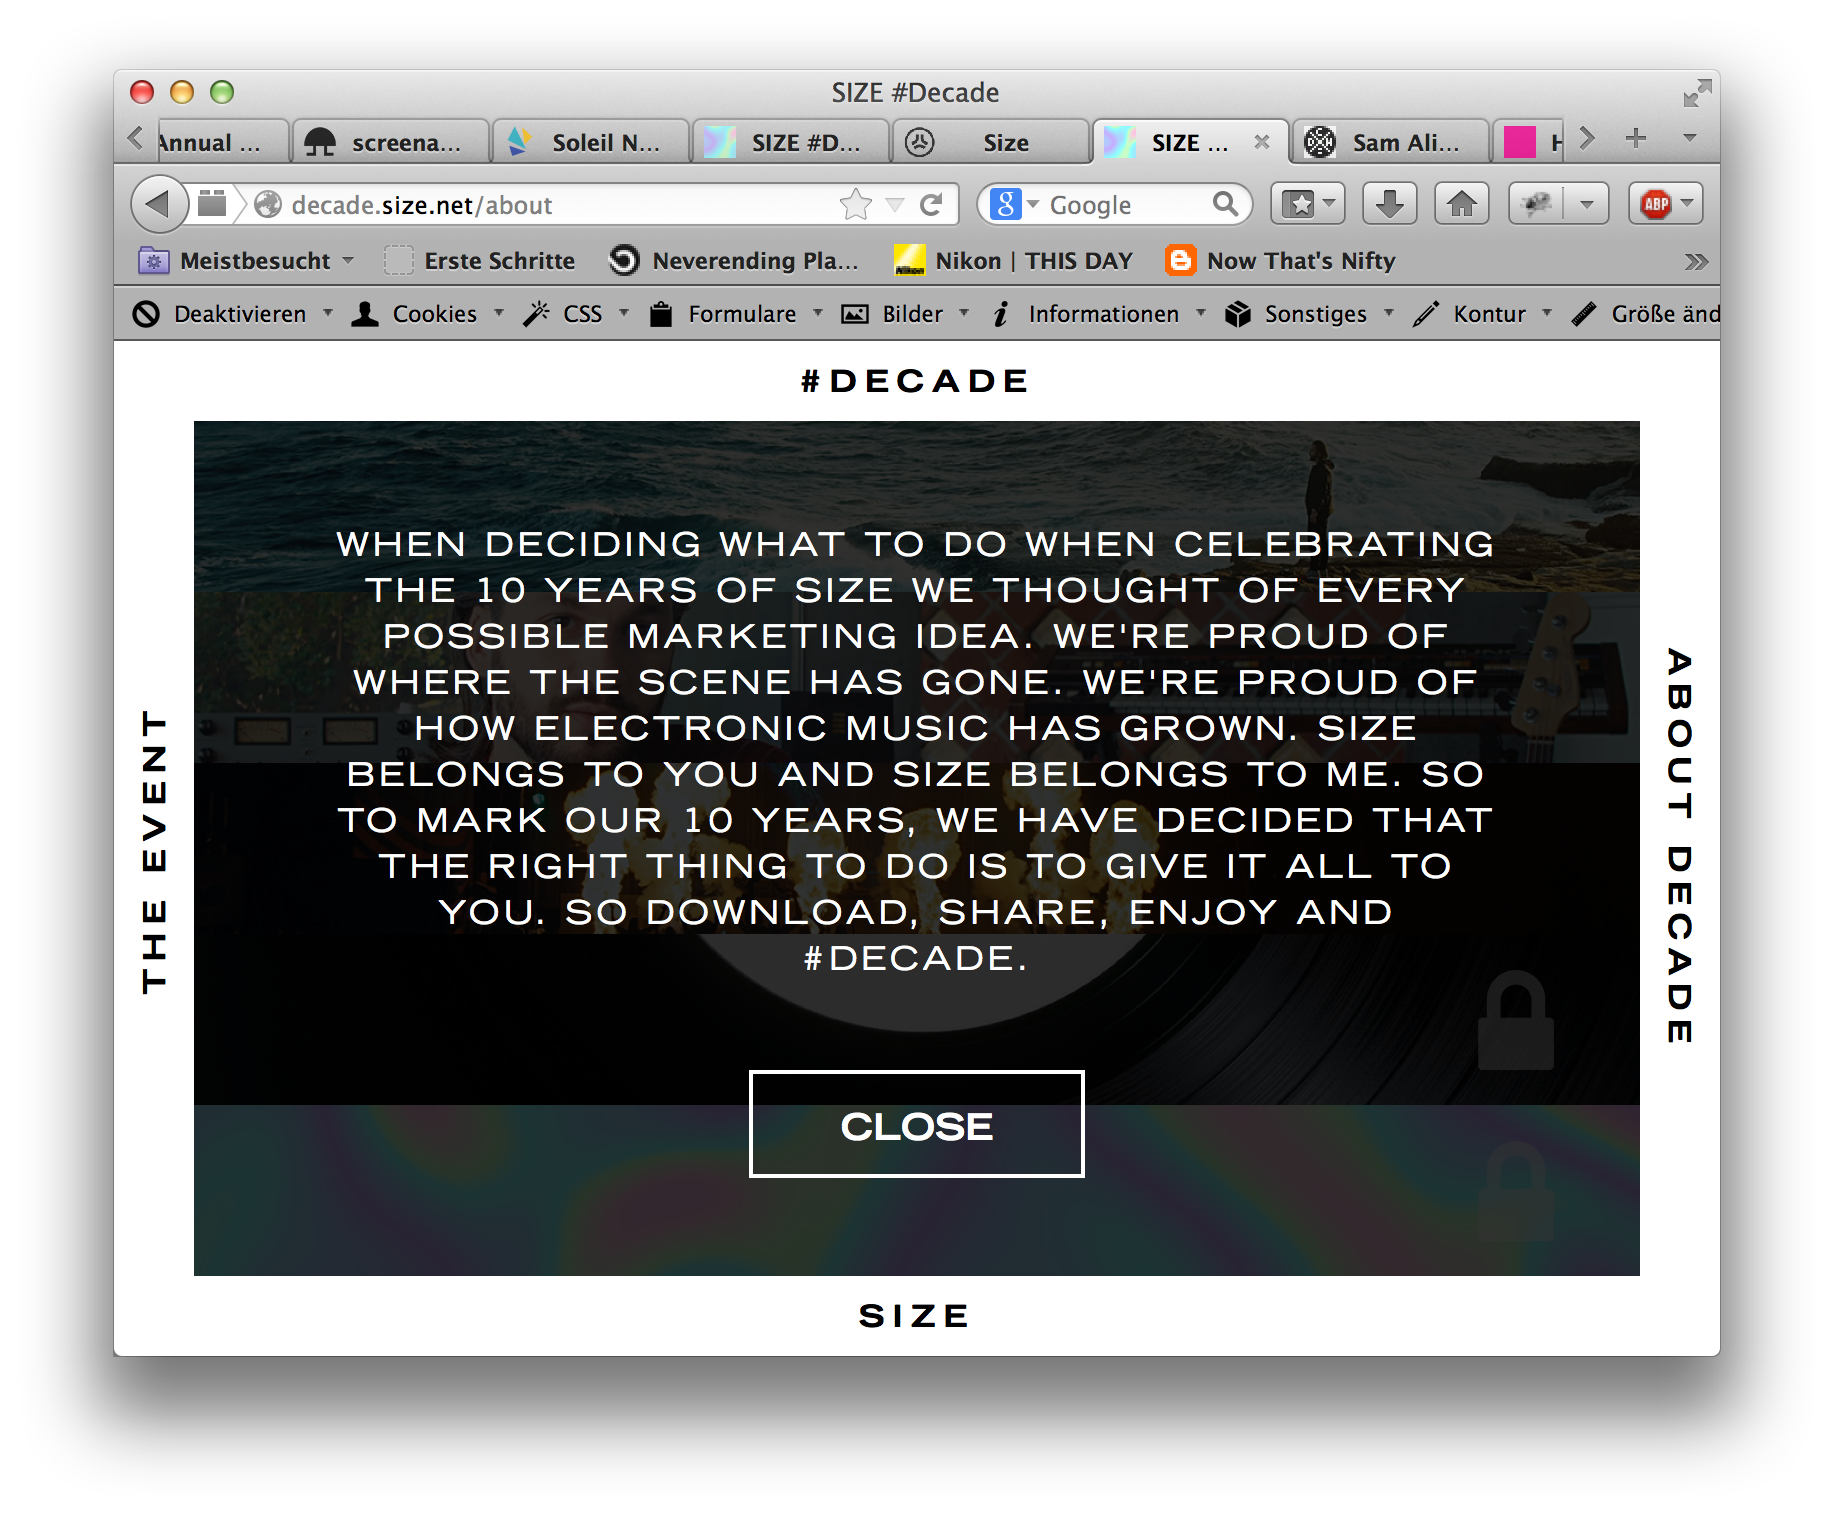 SIZE #Decade
Annual ...
screena...
Soleil N...
SIZE #D...
Size
SIZE ...
Sam Ali...
H
decade.size.net/about
g
Google
ABP
Meistbesucht
Erste Schritte
Neverending Pla...
Nikon | THIS DAY
Now That's Nifty
Deaktivieren
Cookies
CSS
Formulare
Bilder
Informationen
Sonstiges
Kontur
Größe änd
#DECADE
THE EVENT
WHEN DECIDING WHAT TO DO WHEN CELEBRATING
THE 10 YEARS OF SIZE WE THOUGHT OF EVERY
POSSIBLE MARKETING IDEA. WE'RE PROUD OF
WHERE THE SCENE HAS GONE. WE'RE PROUD OF
HOW ELECTRONIC MUSIC HAS GROWN. SIZE
BELONGS TO YOU AND SIZE BELONGS TO ME. SO
TO MARK OUR 10 YEARS, WE HAVE DECIDED THAT
THE RIGHT THING TO DO IS TO GIVE IT ALL TO
YOU. SO DOWNLOAD, SHARE, ENJOY AND
#DECADE.
CLOSE
ABOUT DECADE
SIZE